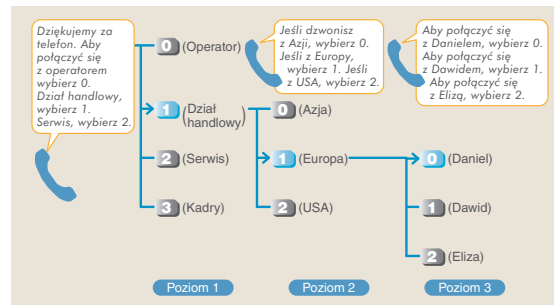 Dziękujemy za
telefon. Aby
połączyć się
z operatorem
wybierz 0.
Dział handlowy,
wybierz 1.
Serwis, wybierz 2.
0 (Operator)
1 (Dział
handlowy)
2 (Serwis)
3 (Kadry)
Poziom 1
Jeśli dzwonisz
z Azji, wybierz 0.
Jeśli z Europy,
wybierz 1. Jeśli
z USA, wybierz 2.
0 (Azja)
1 (Europa)
2 (USA)
Poziom 2
Aby połączyć się
z Danielem, wybierz 0.
Aby połączyć się
z Dawidem, wybierz 1.
Aby połączyć się
z Elizą, wybierz 2.
0 (Daniel)
1 (Dawid)
2 (Eliza)
Poziom 3